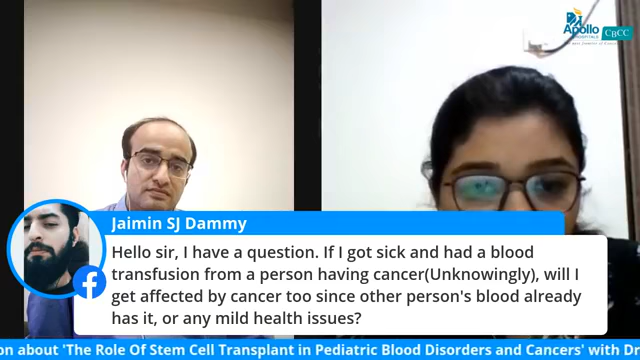 Apollo
HOSPITALS
CBCC
Jaimin SJ Dammy
Hello sir, I have a question. If I got sick and had a blood
transfusion from a person having cancer(Unknowingly), will I
get affected by cancer too since other person's blood already
has it, or any mild health issues?
on about 'The Role Of Stem Cell Transplant in Pediatric Blood Disorders and Cancers' with Dr